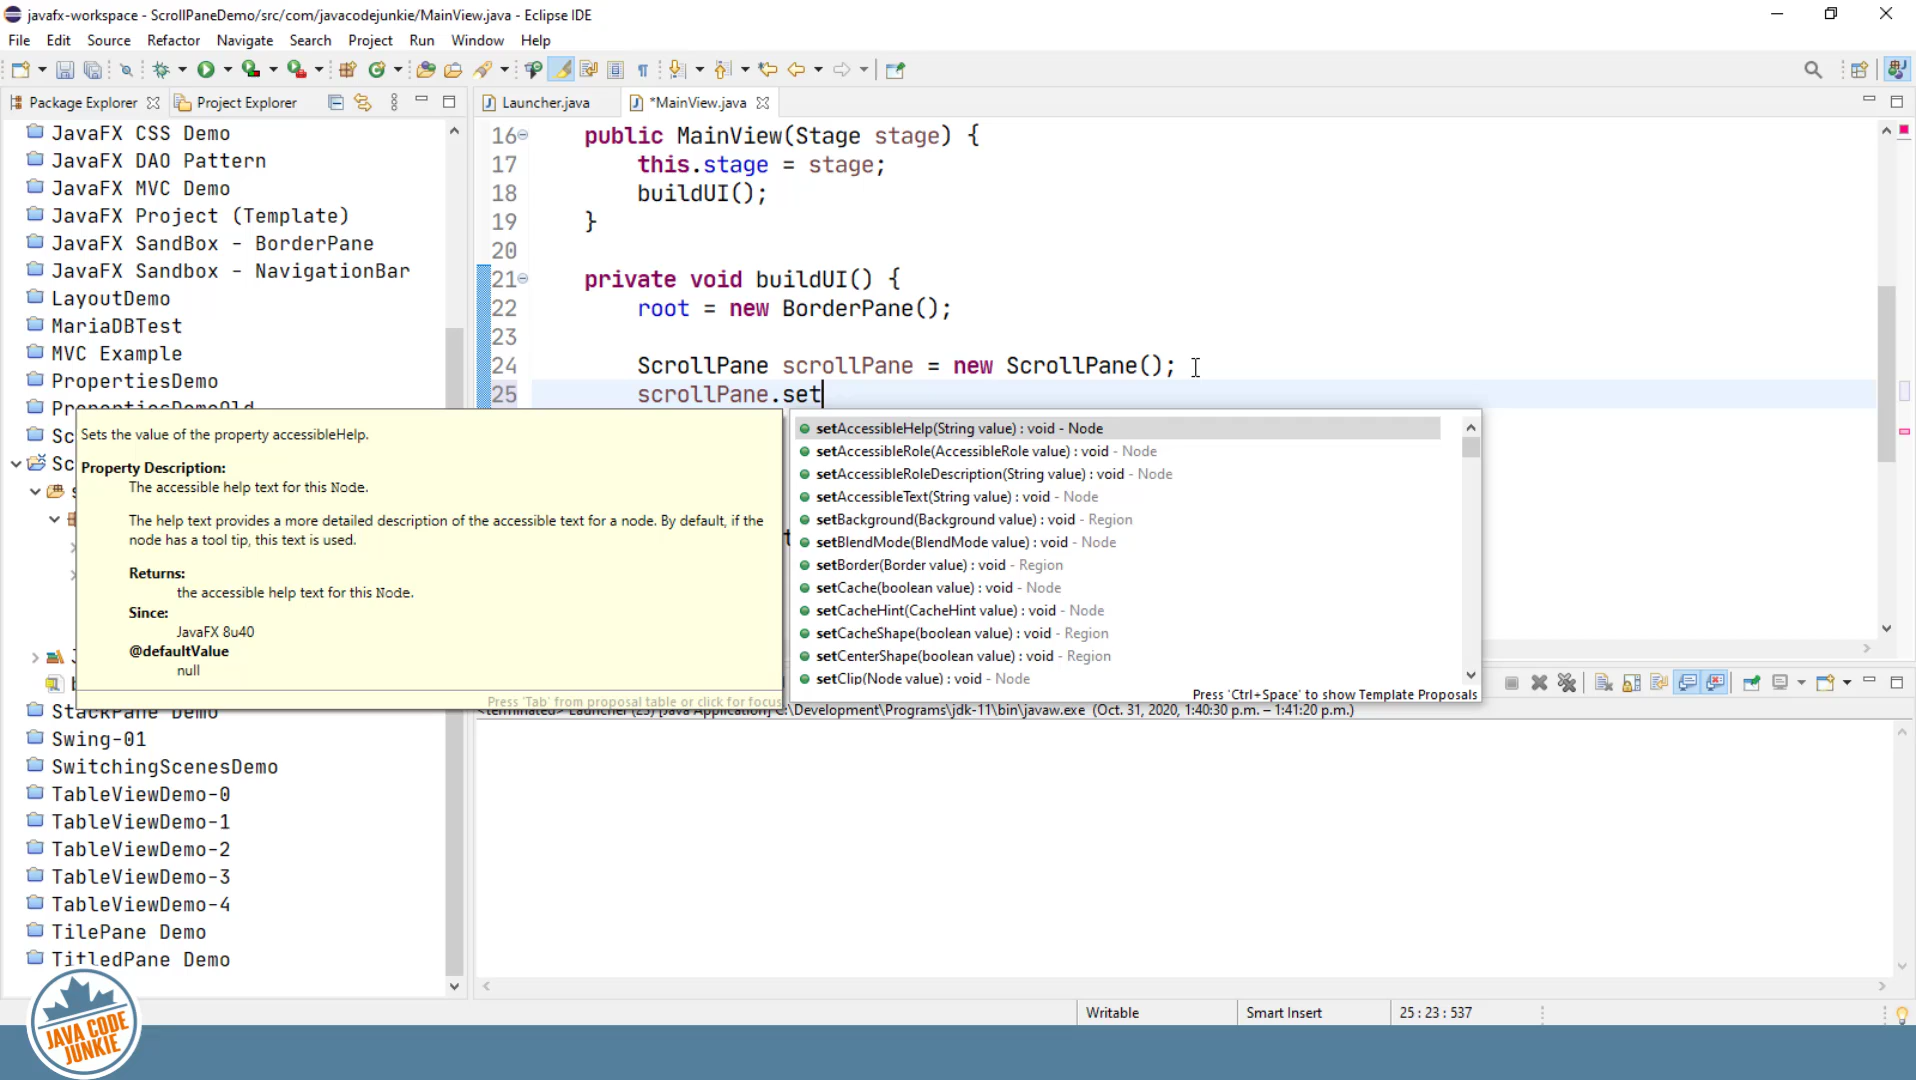 javafx-workspace - ScrollPaneDemo/src/com/javacodejunkie/MainView.java - Eclipse IDE
File Edit Source Refactor Navigate Search Project Run Window Help
Package Explorer Project Explorer
Launcher.java *MainView.java
JavaFX CSS Demo
JavaFX DAO Pattern
JavaFX MVC Demo
JavaFX Project (Template)
JavaFX SandBox - BorderPane
JavaFX Sandbox - NavigationBar
LayoutDemo
MariaDBTest
MVC Example
PropertiesDemo
PropertiesDemoOld
Sc
Sc
StackPane Demo
Swing-01
SwitchingScenesDemo
TableViewDemo-0
TableViewDemo-1
TableViewDemo-2
TableViewDemo-3
TableViewDemo-4
TilePane Demo
TitledPane Demo
16 public MainView(Stage stage) {
17 this.stage = stage;
18 buildUI();
19 }
20
21 private void buildUI() {
22 root = new BorderPane();
23
24 ScrollPane scrollPane = new ScrollPane();
25 scrollPane.set
Sets the value of the property accessibleHelp.
Property Description:
The accessible help text for this Node.
The help text provides a more detailed description of the accessible text for a node. By default, if the
node has a tool tip, this text is used.
Returns:
the accessible help text for this Node.
Since:
JavaFX 8u40
@defaultValue
null
Press 'Tab' from proposal table or click for focus
setAccessibleHelp(String value) : void - Node
setAccessibleRole(AccessibleRole value) : void - Node
setAccessibleRoleDescription(String value) : void - Node
setAccessibleText(String value) : void - Node
setBackground(Background value) : void - Region
setBlendMode(BlendMode value) : void - Node
setBorder(Border value) : void - Region
setCache(boolean value) : void - Node
setCacheHint(CacheHint value) : void - Node
setCacheShape(boolean value) : void - Region
setCenterShape(boolean value) : void - Region
setClip(Node value) : void - Node
Press 'Ctrl+Space' to show Template Proposals
<terminated> Launcher (23) [Java Application] C:\Development\Programs\jdk-11\bin\javaw.exe (Oct. 31, 2020, 1:40:30 p.m. – 1:41:20 p.m.)
Writable Smart Insert 25 : 23 : 537
JAVA CODE
JUNKIE